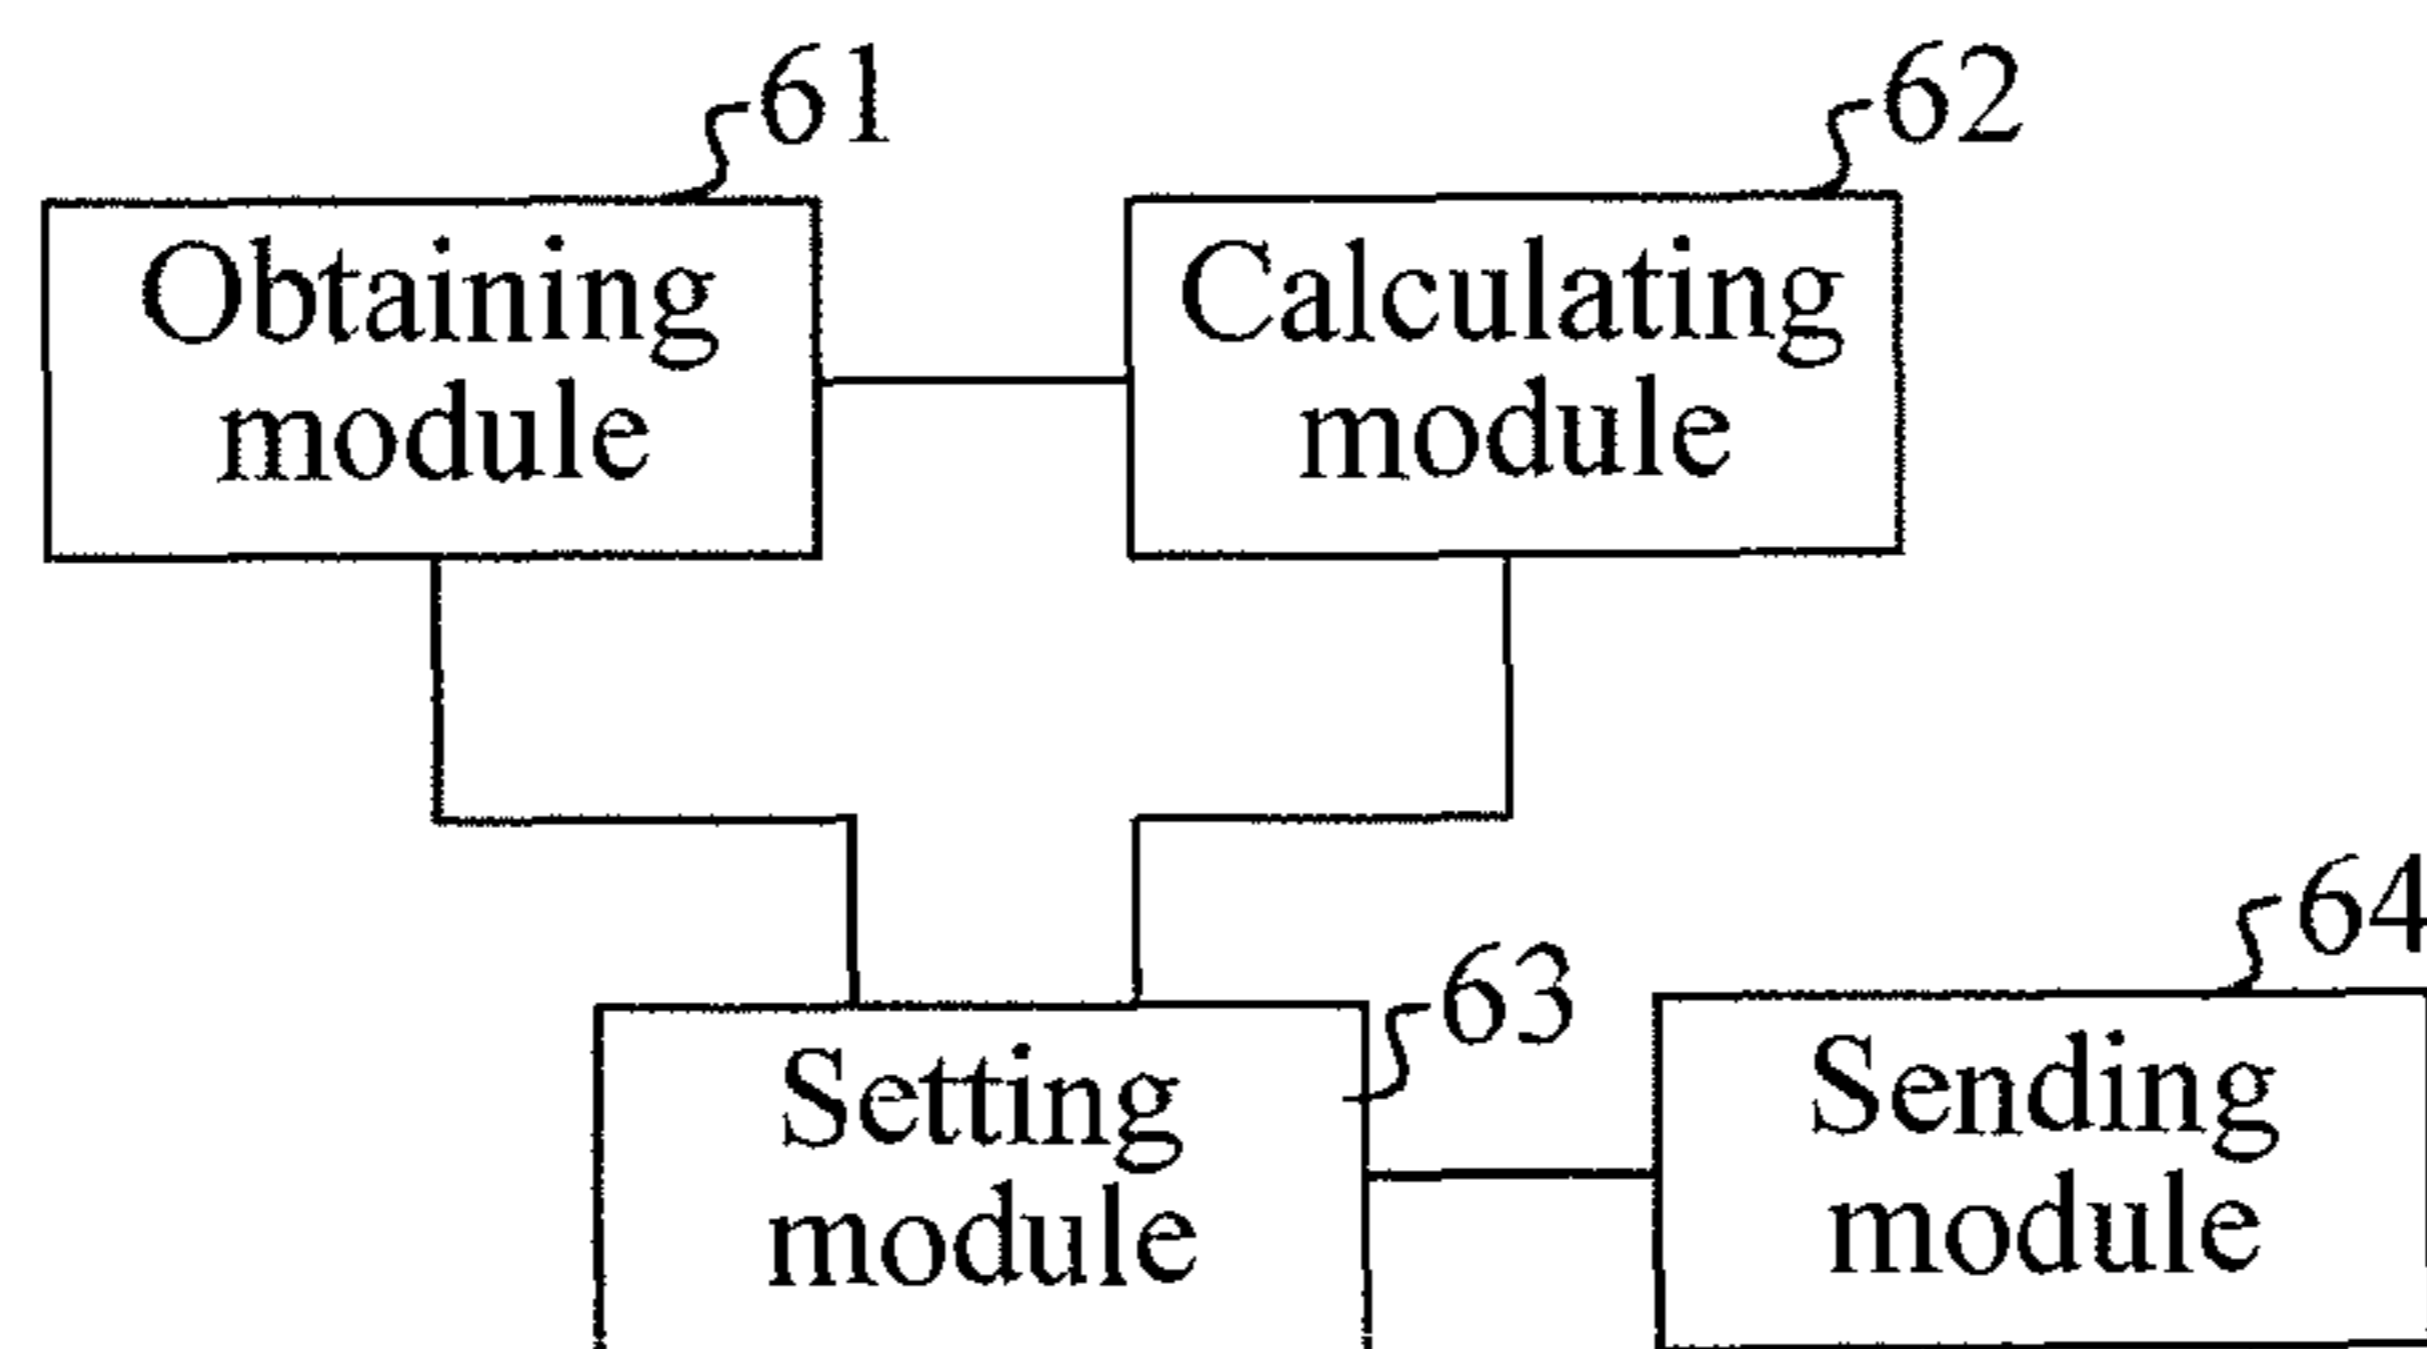 61
62
Obtaining
module
Calculating
module
64
63
Setting
module
Sending
module